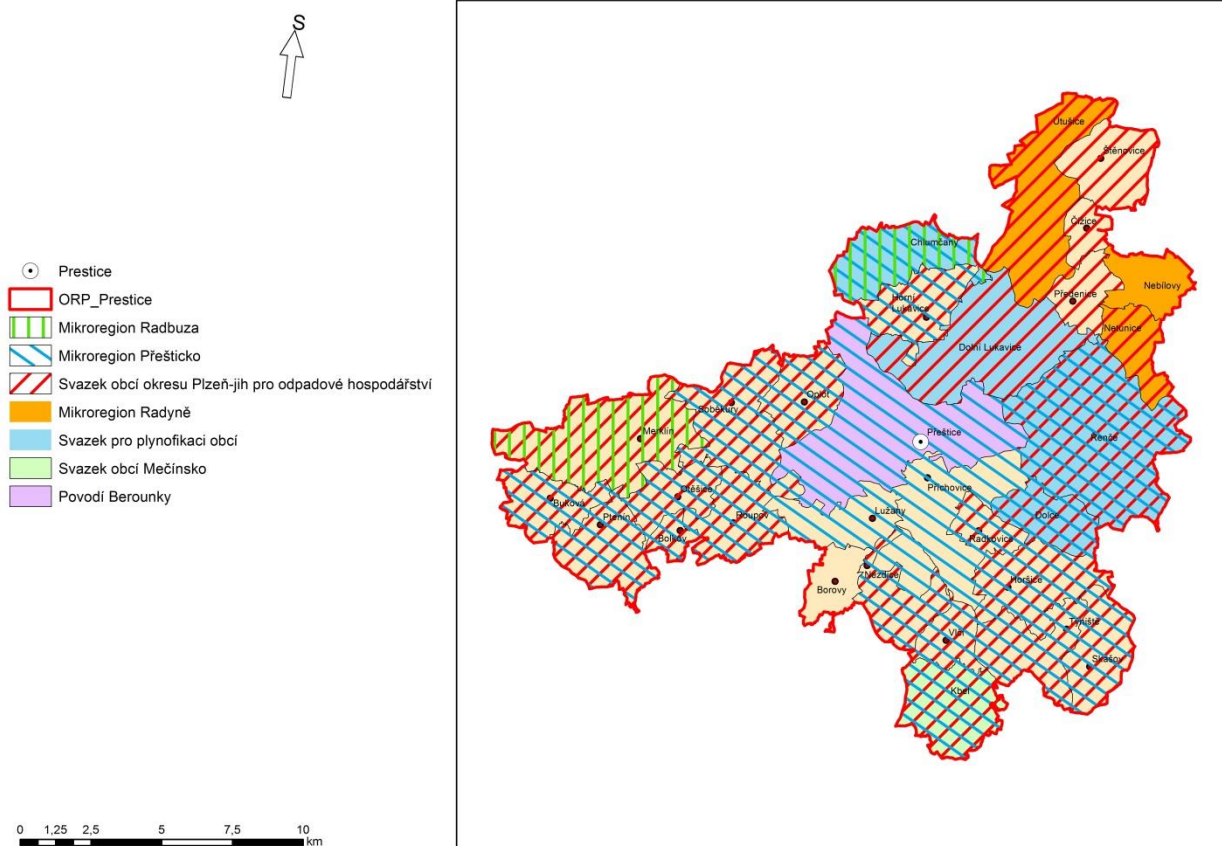 S
Prestice
ORP_Prestice
Mikroregion Radbuza
Mikroregion Přešticko
Svazek obcí okresu Plzeň-jih pro odpadové hospodářství
Mikroregion Radyně
Svazek pro plynofikaci obcí
Svazek obcí Mečínsko
Povodí Berounky
0 1,25 2,5 5 7,5 10
km
Útušice
Štěnovice
Čižice
Chlumčany
Nebílovy
Předenice
Horní
Lukavice
Netunice
Dolní Lukavice
Oplot
Soběkury
Merklín
Přeštice
Řenče
Příchovice
Otěšice
Buková
Lužany
Roupov
Ptenín
Dolce
Bolkov
Radkovice
Nezdice
Horšice
Borovy
Týniště
Vlčí
Skašov
Kbel